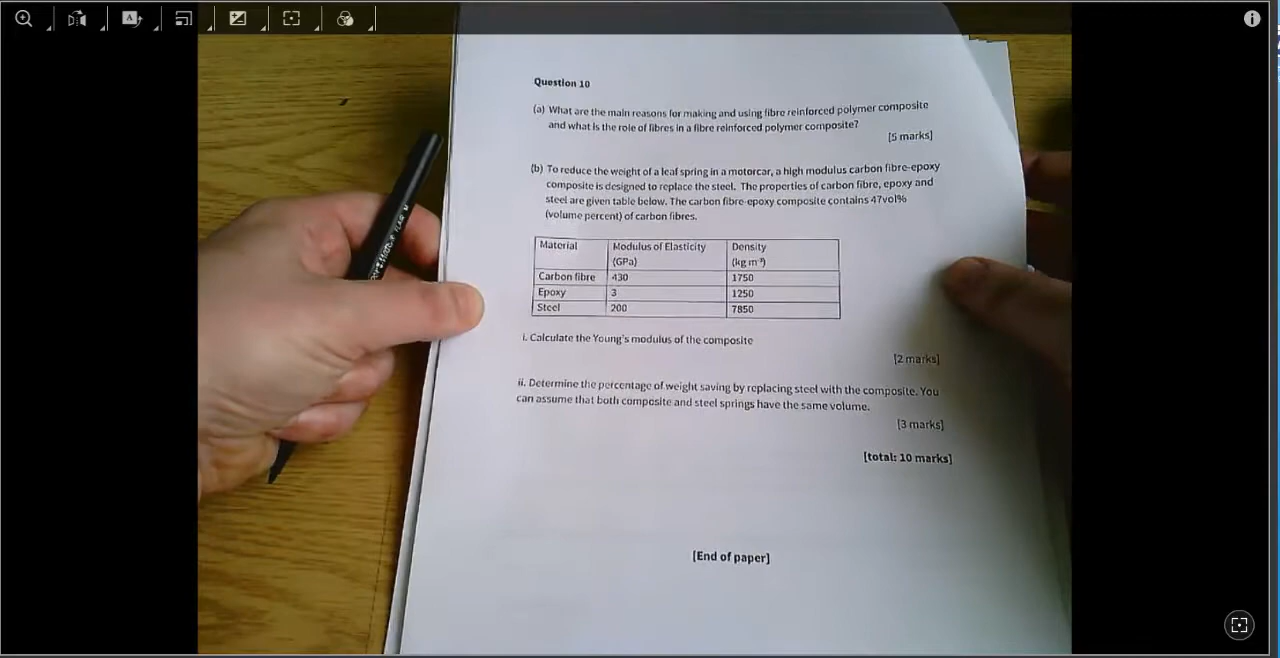 Question 10
(a) What are the main reasons for making and using fibre reinforced polymer composite
and what is the role of fibres in a fibre reinforced polymer composite?
[5 marks]
(b) To reduce the weight of a leaf spring in a motorcar, a high modulus carbon fibre-epoxy
composite is designed to replace the steel. The properties of carbon fibre, epoxy and
steel are given table below. The carbon fibre-epoxy composite contains 47vol%
(volume percent) of carbon fibres.
Material Modulus of Elasticity (GPa) Density (kg m⁻³)
Carbon fibre 430 1750
Epoxy 3 1250
Steel 200 7850
i. Calculate the Young's modulus of the composite
[2 marks]
ii. Determine the percentage of weight saving by replacing steel with the composite. You
can assume that both composite and steel springs have the same volume.
[3 marks]
[total: 10 marks]
[End of paper]